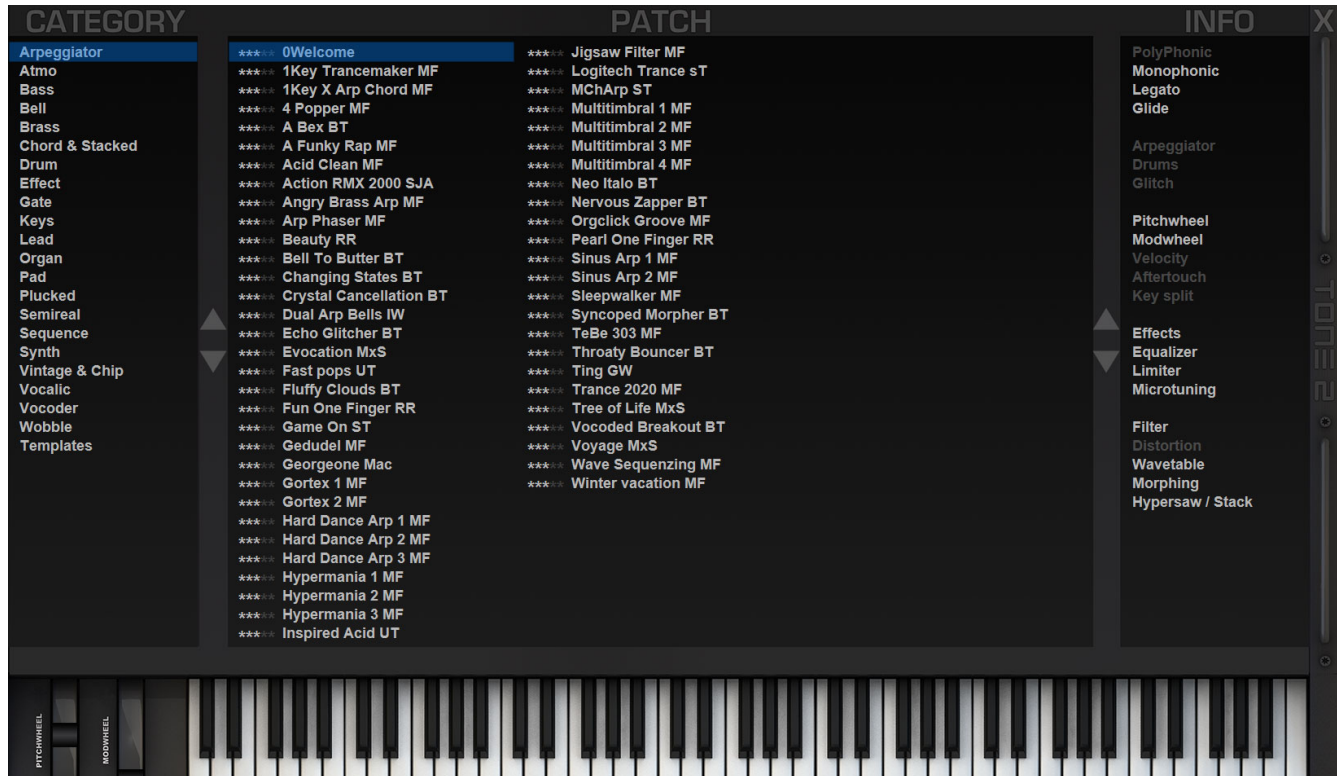 CATEGORY
PATCH
INFO
X
Arpeggiator
Atmo
Bass
Bell
Brass
Chord & Stacked
Drum
Effect
Gate
Keys
Lead
Organ
Pad
Plucked
Semireal
Sequence
Synth
Vintage & Chip
Vocalic
Vocoder
Wobble
Templates
***** 0Welcome
***** 1Key Trancemaker MF
***** 1Key X Arp Chord MF
***** 4 Popper MF
***** A Bex BT
***** A Funky Rap MF
***** Acid Clean MF
***** Action RMX 2000 SJA
***** Angry Brass Arp MF
***** Arp Phaser MF
***** Beauty RR
***** Bell To Butter BT
***** Changing States BT
***** Crystal Cancellation BT
***** Dual Arp Bells IW
***** Echo Glitcher BT
***** Evocation MxS
***** Fast pops UT
***** Fluffy Clouds BT
***** Fun One Finger RR
***** Game On ST
***** Gedudel MF
***** Georgeone Mac
***** Gortex 1 MF
***** Gortex 2 MF
***** Hard Dance Arp 1 MF
***** Hard Dance Arp 2 MF
***** Hard Dance Arp 3 MF
***** Hypermania 1 MF
***** Hypermania 2 MF
***** Hypermania 3 MF
***** Inspired Acid UT
***** Jigsaw Filter MF
***** Logitech Trance sT
***** MChArp ST
***** Multitimbral 1 MF
***** Multitimbral 2 MF
***** Multitimbral 3 MF
***** Multitimbral 4 MF
***** Neo Italo BT
***** Nervous Zapper BT
***** Orgclick Groove MF
***** Pearl One Finger RR
***** Sinus Arp 1 MF
***** Sinus Arp 2 MF
***** Sleepwalker MF
***** Syncoped Morpher BT
***** TeBe 303 MF
***** Throaty Bouncer BT
***** Ting GW
***** Trance 2020 MF
***** Tree of Life MxS
***** Vocoded Breakout BT
***** Voyage MxS
***** Wave Sequenzing MF
***** Winter vacation MF
PolyPhonic
Monophonic
Legato
Glide
Arpeggiator
Drums
Glitch
Pitchwheel
Modwheel
Velocity
Aftertouch
Key split
Effects
Equalizer
Limiter
Microtuning
Filter
Distortion
Wavetable
Morphing
Hypersaw / Stack
TONE 2
PITCHWHEEL
MODWHEEL